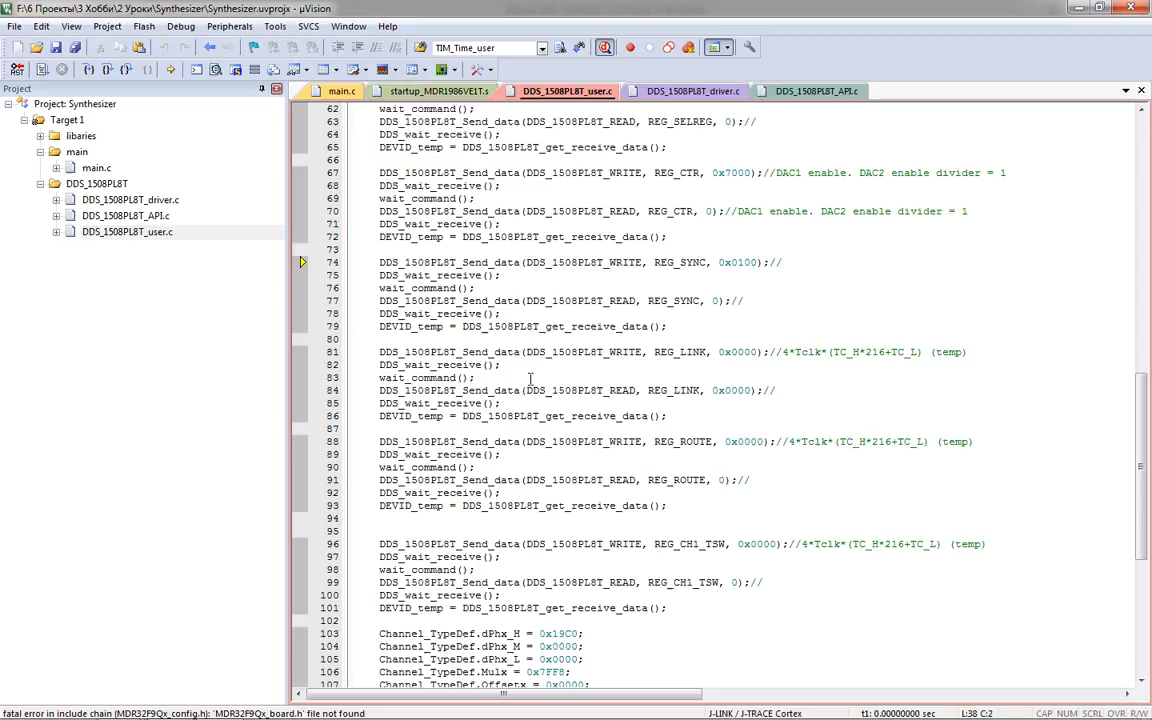 F:\6 Проекты\3 Хобби\2 Уроки\Synthesizer\Synthesizer.uvprojx - µVision
File Edit View Project Flash Debug Peripherals Tools SVCS Window Help
TIM_Time_user
Project
main.c startup_MDR1986VE1T.s DDS_1508PL8T_user.c DDS_1508PL8T_driver.c DDS_1508PL8T_API.c
Project: Synthesizer
Target 1
libaries
main
main.c
DDS_1508PL8T
DDS_1508PL8T_driver.c
DDS_1508PL8T_API.c
DDS_1508PL8T_user.c
62 wait_command();
63 DDS_1508PL8T_Send_data(DDS_1508PL8T_READ, REG_SELREG, 0);//
64 DDS_wait_receive();
65 DEVID_temp = DDS_1508PL8T_get_receive_data();
66
67 DDS_1508PL8T_Send_data(DDS_1508PL8T_WRITE, REG_CTR, 0x7000);//DAC1 enable. DAC2 enable divider = 1
68 DDS_wait_receive();
69 wait_command();
70 DDS_1508PL8T_Send_data(DDS_1508PL8T_READ, REG_CTR, 0);//DAC1 enable. DAC2 enable divider = 1
71 DDS_wait_receive();
72 DEVID_temp = DDS_1508PL8T_get_receive_data();
73
74 DDS_1508PL8T_Send_data(DDS_1508PL8T_WRITE, REG_SYNC, 0x0100);//
75 DDS_wait_receive();
76 wait_command();
77 DDS_1508PL8T_Send_data(DDS_1508PL8T_READ, REG_SYNC, 0);//
78 DDS_wait_receive();
79 DEVID_temp = DDS_1508PL8T_get_receive_data();
80
81 DDS_1508PL8T_Send_data(DDS_1508PL8T_WRITE, REG_LINK, 0x0000);//4*Tclk*(TC_H*216+TC_L) (temp)
82 DDS_wait_receive();
83 wait_command();
84 DDS_1508PL8T_Send_data(DDS_1508PL8T_READ, REG_LINK, 0x0000);//
85 DDS_wait_receive();
86 DEVID_temp = DDS_1508PL8T_get_receive_data();
87
88 DDS_1508PL8T_Send_data(DDS_1508PL8T_WRITE, REG_ROUTE, 0x0000);//4*Tclk*(TC_H*216+TC_L) (temp)
89 DDS_wait_receive();
90 wait_command();
91 DDS_1508PL8T_Send_data(DDS_1508PL8T_READ, REG_ROUTE, 0);//
92 DDS_wait_receive();
93 DEVID_temp = DDS_1508PL8T_get_receive_data();
94
95
96 DDS_1508PL8T_Send_data(DDS_1508PL8T_WRITE, REG_CH1_TSW, 0x0000);//4*Tclk*(TC_H*216+TC_L) (temp)
97 DDS_wait_receive();
98 wait_command();
99 DDS_1508PL8T_Send_data(DDS_1508PL8T_READ, REG_CH1_TSW, 0);//
100 DDS_wait_receive();
101 DEVID_temp = DDS_1508PL8T_get_receive_data();
102
103 Channel_TypeDef.dPhx_H = 0x19C0;
104 Channel_TypeDef.dPhx_M = 0x0000;
105 Channel_TypeDef.dPhx_L = 0x0000;
106 Channel_TypeDef.Mulx = 0x7FF8;
107 Channel_TypeDef.Offsetx = 0x0000;
fatal error in include chain (MDR32F9Qx_config.h): 'MDR32F9Qx_board.h' file not found J-LINK / J-TRACE Cortex t1: 0.00000000 sec L:38 C:2 CAP NUM SCRL OVR R/W